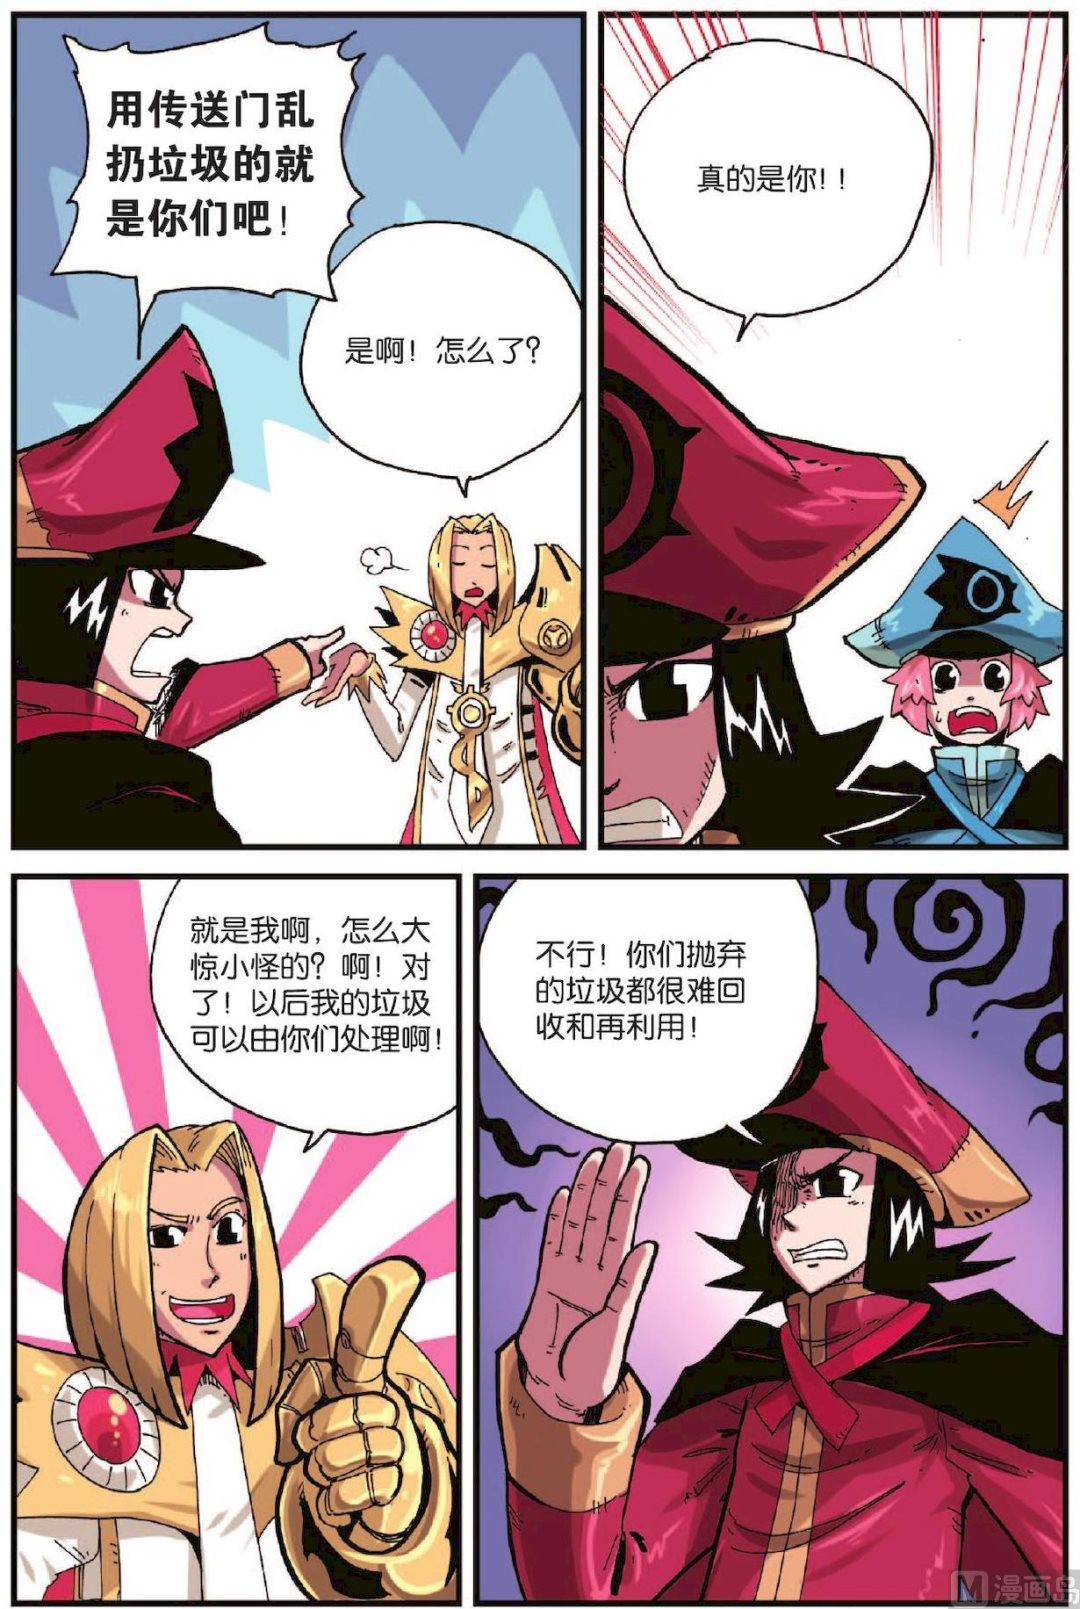 用传送门乱
扔垃圾的就
是你们吧！
是啊！怎么了？
真的是你！！
就是我啊，怎么大
惊小怪的？啊！对
了！以后我的垃圾
可以由你们处理啊！
不行！你们抛弃
的垃圾都很难回
收和再利用！
M 漫画岛